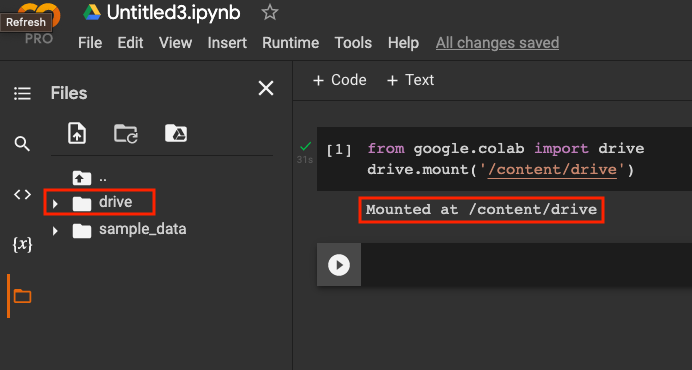 Untitled3.ipynb
Refresh
PRO
File Edit View Insert Runtime Tools Help All changes saved
Files
+ Code + Text
[1] from google.colab import drive
31s
drive.mount('/content/drive')
Mounted at /content/drive
..
drive
sample_data
<>
{x}